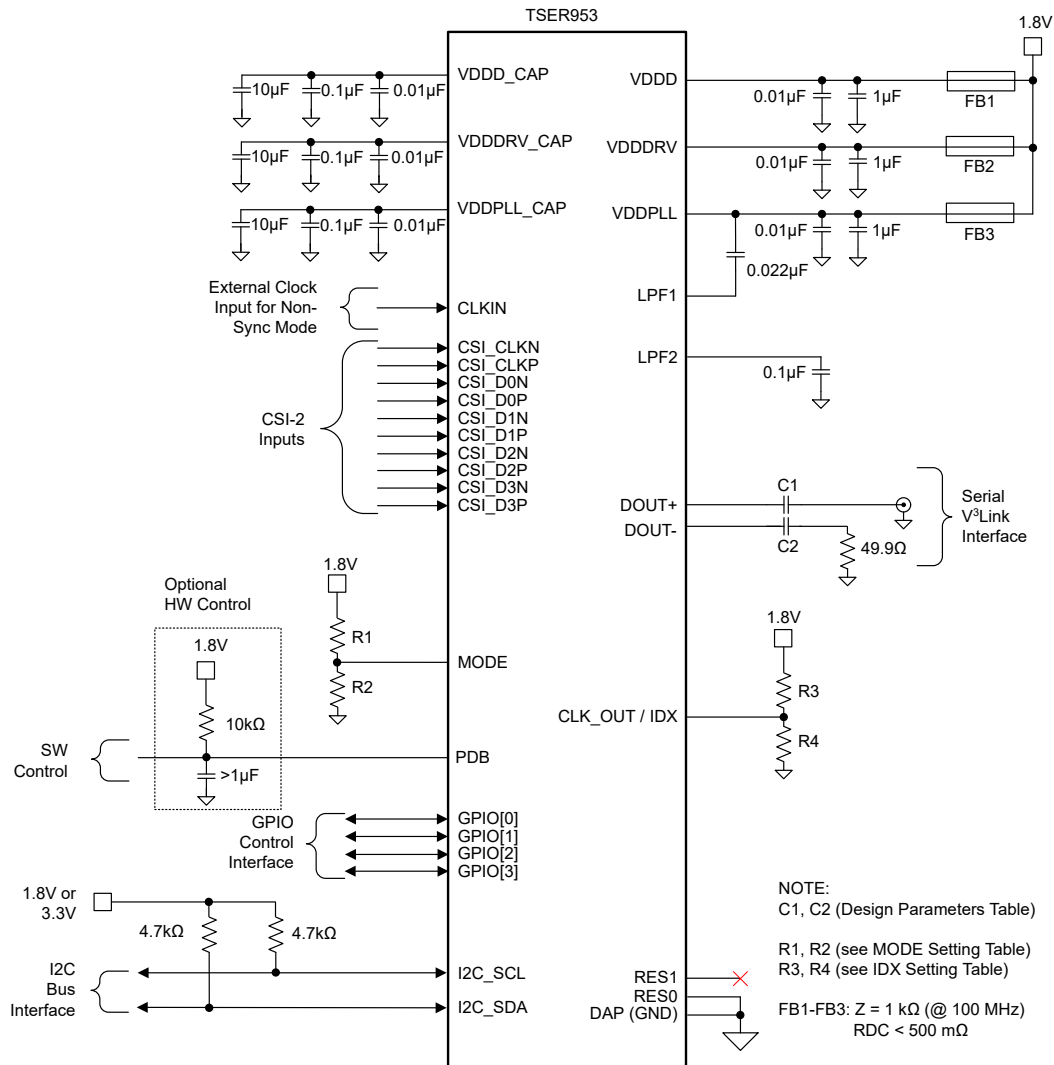 TSER953
1.8V
VDDD_CAP
10µF
0.1µF
0.01µF
VDDD
0.01µF
1µF
FB1
VDDDRV_CAP
10µF
0.1µF
0.01µF
VDDDRV
0.01µF
1µF
FB2
VDDPLL_CAP
10µF
0.1µF
0.01µF
VDDPLL
0.01µF
1µF
FB3
0.022µF
LPF1
External Clock
Input for Non-
Sync Mode
CLKIN
LPF2
0.1µF
CSI-2
Inputs
CSI_CLKN
CSI_CLKP
CSI_D0N
CSI_D0P
CSI_D1N
CSI_D1P
CSI_D2N
CSI_D2P
CSI_D3N
CSI_D3P
DOUT+
DOUT-
C1
C2
49.9Ω
Serial
V³Link
Interface
1.8V
R1
R2
MODE
Optional
HW Control
1.8V
10kΩ
>1µF
SW
Control
PDB
1.8V
R3
R4
CLK_OUT / IDX
GPIO
Control
Interface
GPIO[0]
GPIO[1]
GPIO[2]
GPIO[3]
1.8V or
3.3V
4.7kΩ
4.7kΩ
I2C
Bus
Interface
I2C_SCL
I2C_SDA
RES1
RES0
DAP (GND)
NOTE:
C1, C2 (Design Parameters Table)
R1, R2 (see MODE Setting Table)
R3, R4 (see IDX Setting Table)
FB1-FB3: Z = 1 kΩ (@ 100 MHz)
RDC < 500 mΩ